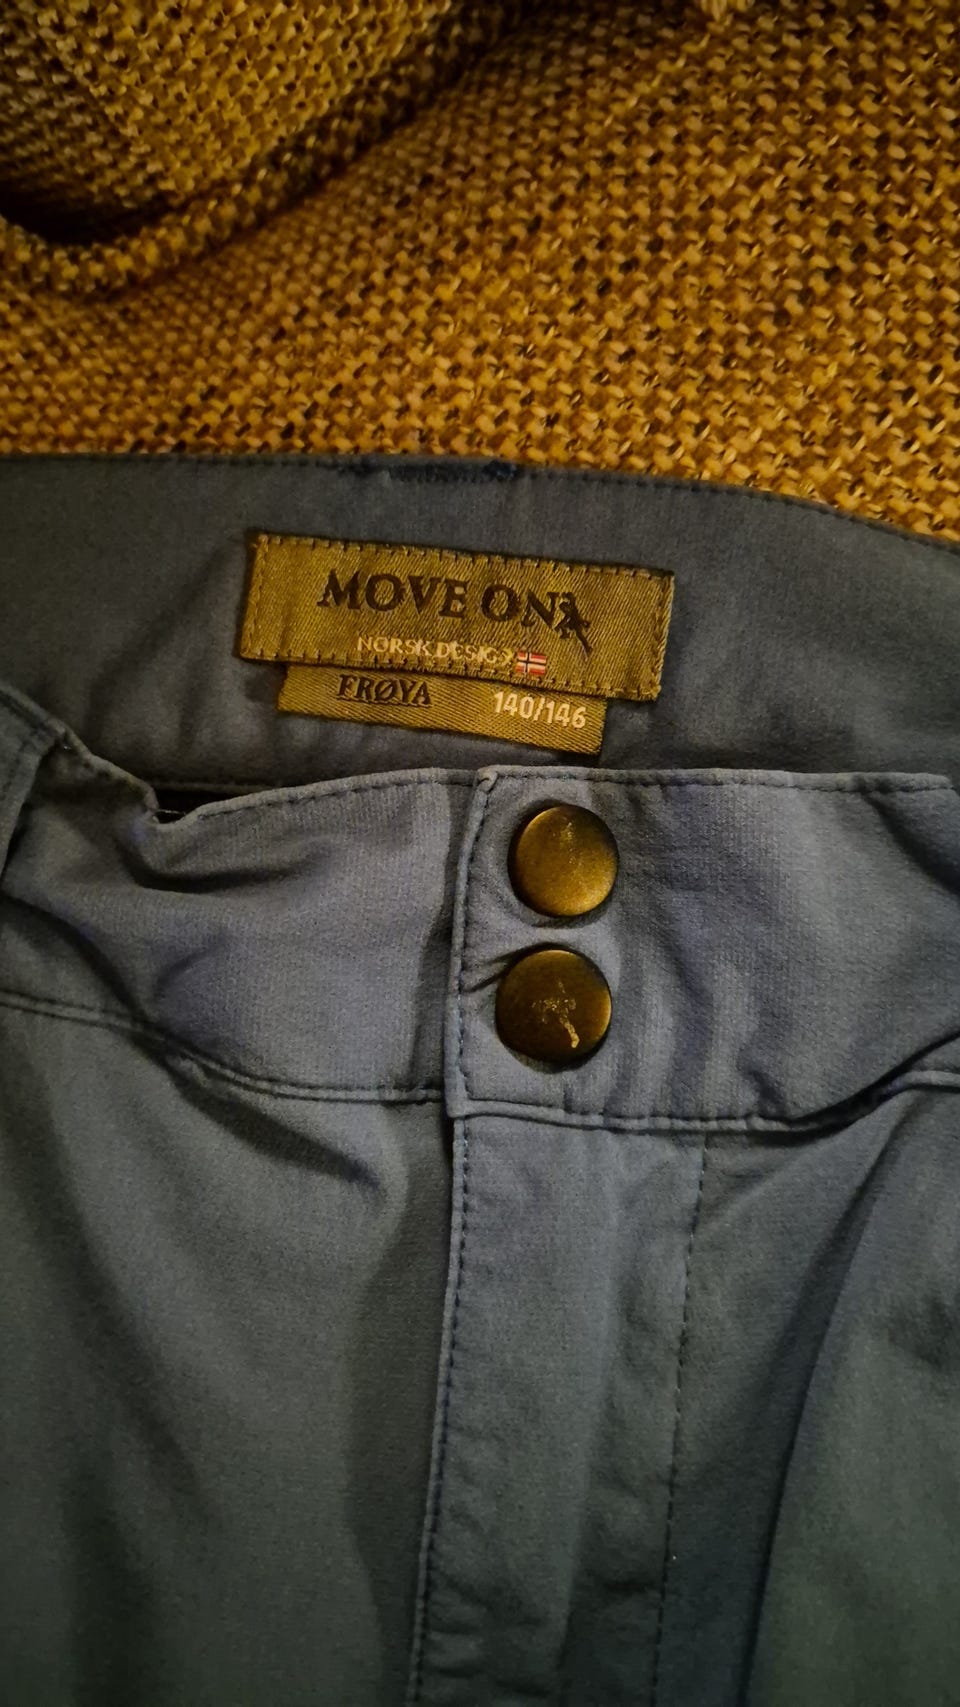 MOVE ON
NORSK DESIGN
FRØYA 140/146